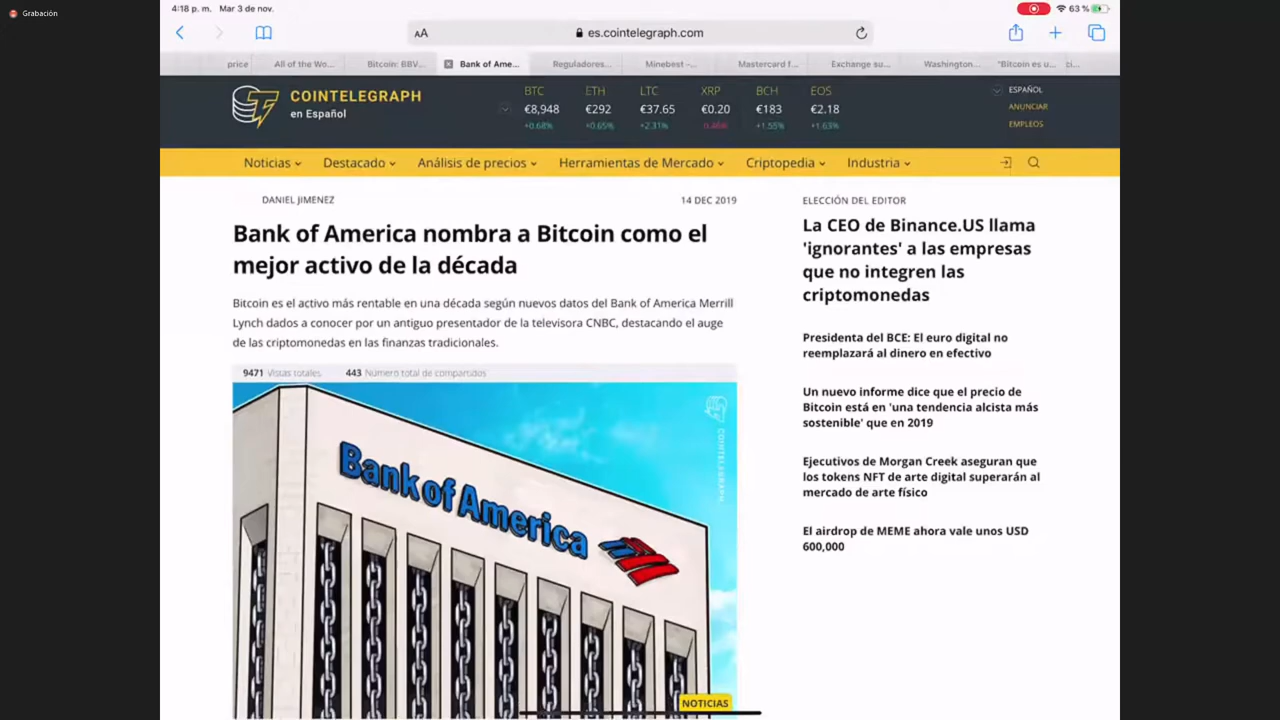 Grabación
4:18 p. m. Mar 3 de nov.
63 %
AA
es.cointelegraph.com
price
All of the Wo...
Bitcoin: BBV...
Bank of Ame...
Reguladores...
Minebest –...
Mastercard f...
Exchange su...
Washington...
"Bitcoin es u...
ci...
COINTELEGRAPH
en Español
BTC ETH LTC XRP BCH EOS
€8,948 €292 €37.65 €0.20 €183 €2.18
+0.68% +0.65% +2.31% +1.55% +1.63%
ESPAÑOL
ANUNCIAR
EMPLEOS
Noticias Destacado Análisis de precios Herramientas de Mercado Criptopedia Industria
DANIEL JIMENEZ
14 DEC 2019
Bank of America nombra a Bitcoin como el
mejor activo de la década
Bitcoin es el activo más rentable en una década según nuevos datos del Bank of America Merrill
Lynch dados a conocer por un antiguo presentador de la televisora CNBC, destacando el auge
de las criptomonedas en las finanzas tradicionales.
9471 Vistas totales
443 Número total de compartidos
COINTELEGRAPH
Bank of America
NOTICIAS
ELECCIÓN DEL EDITOR
La CEO de Binance.US llama
'ignorantes' a las empresas
que no integren las
criptomonedas
Presidenta del BCE: El euro digital no
reemplazará al dinero en efectivo
Un nuevo informe dice que el precio de
Bitcoin está en 'una tendencia alcista más
sostenible' que en 2019
Ejecutivos de Morgan Creek aseguran que
los tokens NFT de arte digital superarán al
mercado de arte físico
El airdrop de MEME ahora vale unos USD
600,000